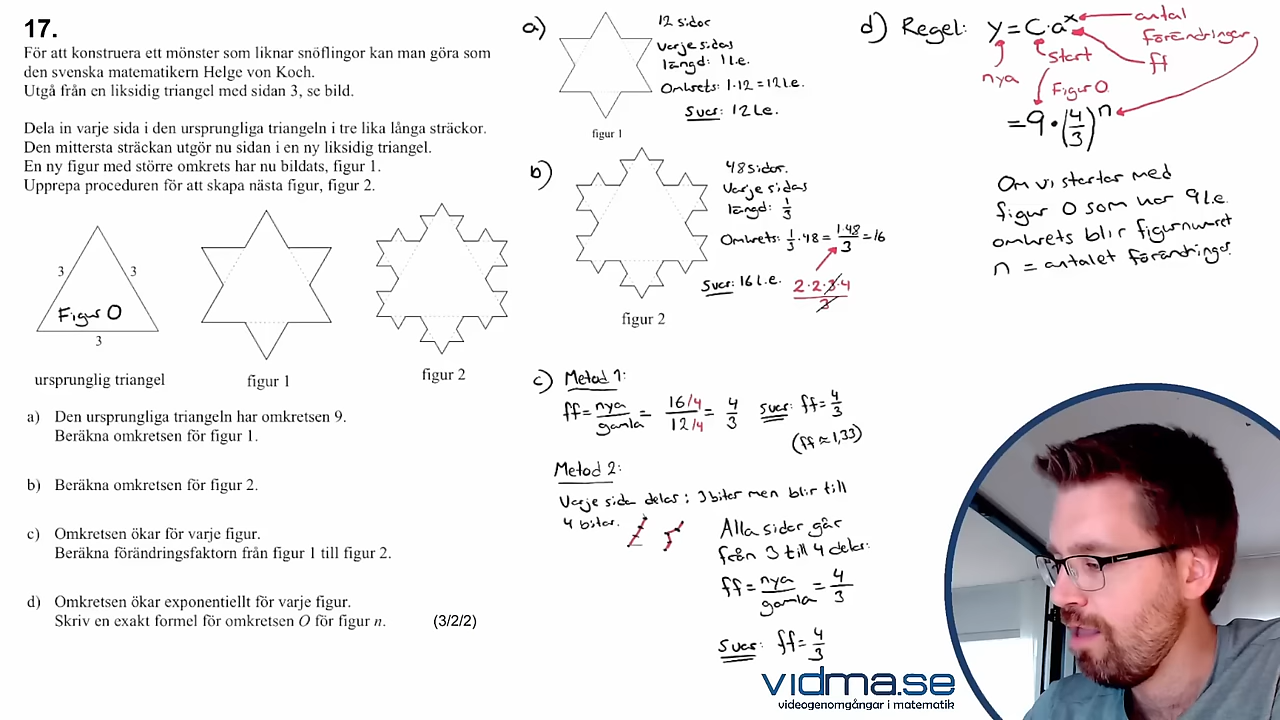 17.
För att konstruera ett mönster som liknar snöflingor kan man göra som
den svenska matematikern Helge von Koch.
Utgå från en liksidig triangel med sidan 3, se bild.
Dela in varje sida i den ursprungliga triangeln i tre lika långa sträckor.
Den mittersta sträckan utgör nu sidan i en ny liksidig triangel.
En ny figur med större omkrets har nu bildats, figur 1.
Upprepa proceduren för att skapa nästa figur, figur 2.
3 3
Figur 0
3
ursprunglig triangel
figur 1
figur 2
a) Den ursprungliga triangeln har omkretsen 9.
Beräkna omkretsen för figur 1.
b) Beräkna omkretsen för figur 2.
c) Omkretsen ökar för varje figur.
Beräkna förändringsfaktorn från figur 1 till figur 2.
d) Omkretsen ökar exponentiellt för varje figur.
Skriv en exakt formel för omkretsen O för figur n. (3/2/2)
a)
12 sidor
Varje sidas
längd: 1 l.e.
Omkrets: 1·12=12 l.e.
Svar: 12 l.e.
figur 1
b)
48 sidor.
Varje sidas
längd: 1/3
Omkrets: 1/3·48 = 1·48/3 = 16
Svar: 16 l.e.
2·2·3·4
3
figur 2
c) Metod 1:
ff = nya/gamla = 16/4 / 12/4 = 4/3
Svar: ff = 4/3
(ff ≈ 1,33)
Metod 2:
Varje sida delas i 3 bitar men blir till
4 bitar.
Alla sidor går
från 3 till 4 delar.
ff = nya/gamla = 4/3
Svar: ff = 4/3
d) Regel: y = C·a^x
antal
förändringar
ff
Start
nya
Figur 0
= 9·(4/3)^n
Om vi startar med
figur 0 som har 9 l.e.
omkrets blir figurnumret
n = antalet förändringar.
vidma.se
videogenomgångar i matematik